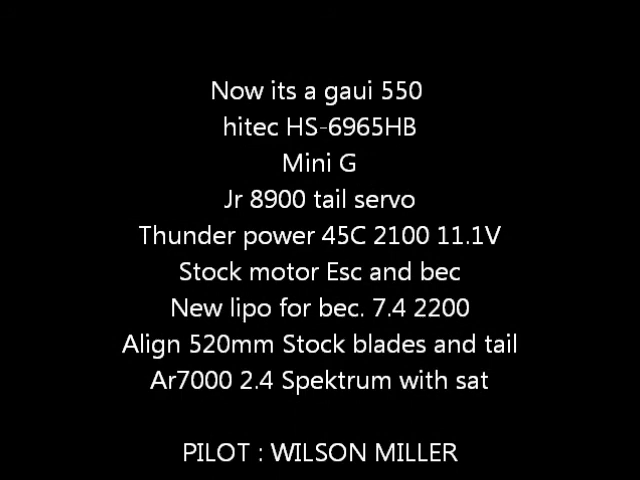 Now its a gaui 550
hitec HS-6965HB
Mini G
Jr 8900 tail servo
Thunder power 45C 2100 11.1V
Stock motor Esc and bec
New lipo for bec. 7.4 2200
Align 520mm Stock blades and tail
Ar7000 2.4 Spektrum with sat
PILOT : WILSON MILLER